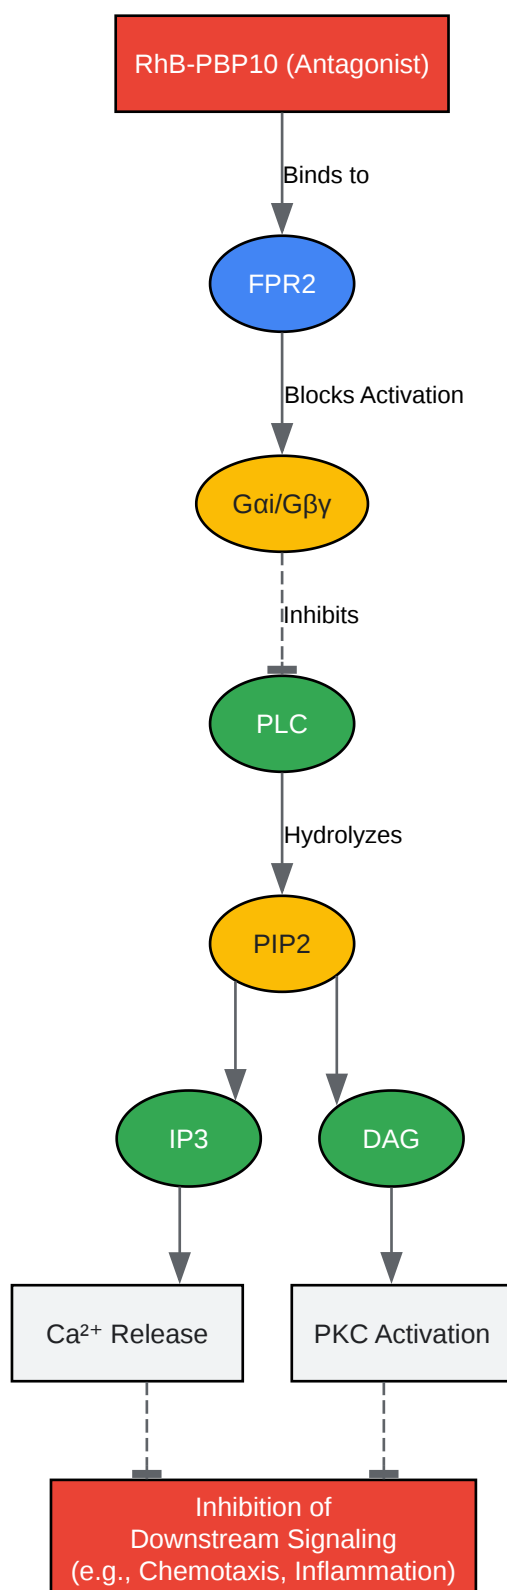 RhB-PBP10 (Antagonist)
Binds to
FPR2
Blocks Activation
Gαi/Gβγ
Inhibits
PLC
Hydrolyzes
PIP2
IP3
DAG
Ca²⁺ Release
PKC Activation
Inhibition of
Downstream Signaling
(e.g., Chemotaxis, Inflammation)